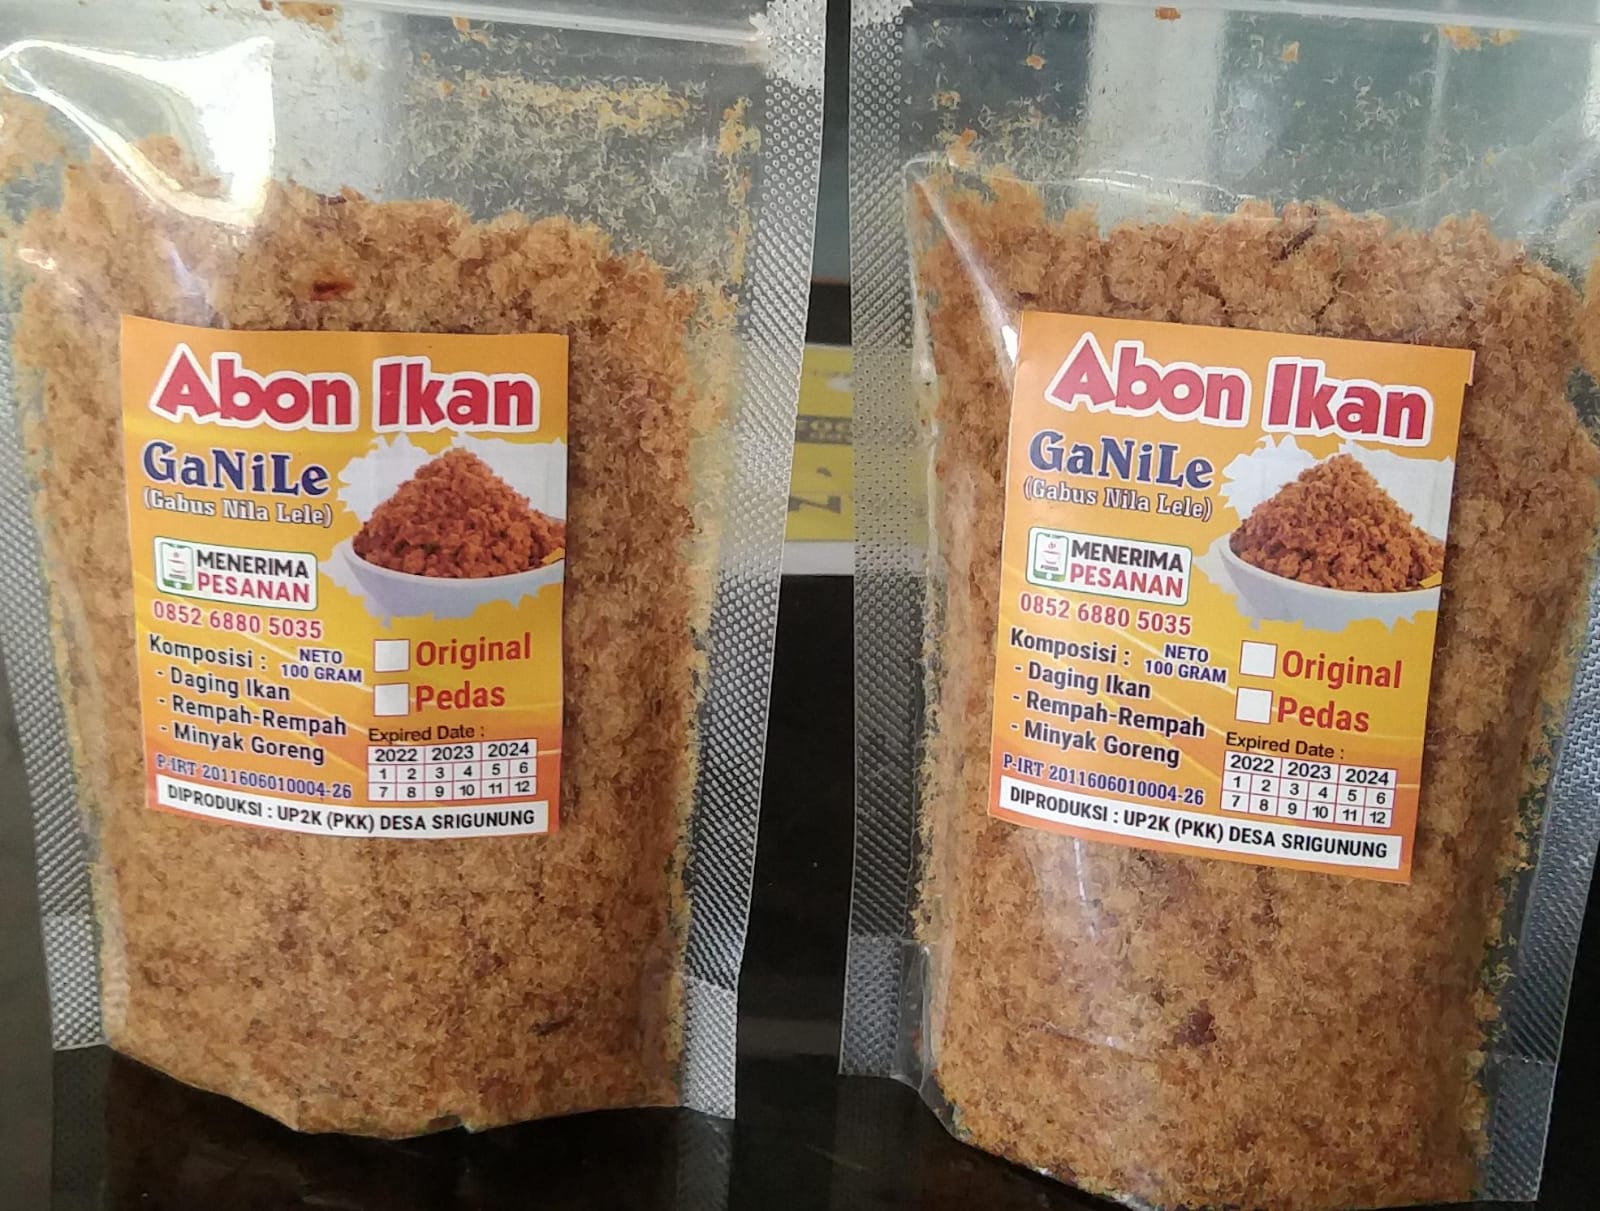 Abon Ikan
GaNiLe
(Gabus Nila Lele)
MENERIMA
PESANAN
0852 6880 5035
Komposisi :
- Daging Ikan
- Rempah-Rempah
- Minyak Goreng
NETO
100 GRAM
Original
Pedas
Expired Date :
2022 2023 2024
1 2 3 4 5 6
7 8 9 10 11 12
P-IRT 2011606010004-26
DIPRODUKSI : UP2K (PKK) DESA SRIGUNUNG
Abon Ikan
GaNiLe
(Gabus Nila Lele)
MENERIMA
PESANAN
0852 6880 5035
Komposisi :
- Daging Ikan
- Rempah-Rempah
- Minyak Goreng
NETO
100 GRAM
Original
Pedas
Expired Date :
2022 2023 2024
1 2 3 4 5 6
7 8 9 10 11 12
P-IRT 2011606010004-26
DIPRODUKSI : UP2K (PKK) DESA SRIGUNUNG